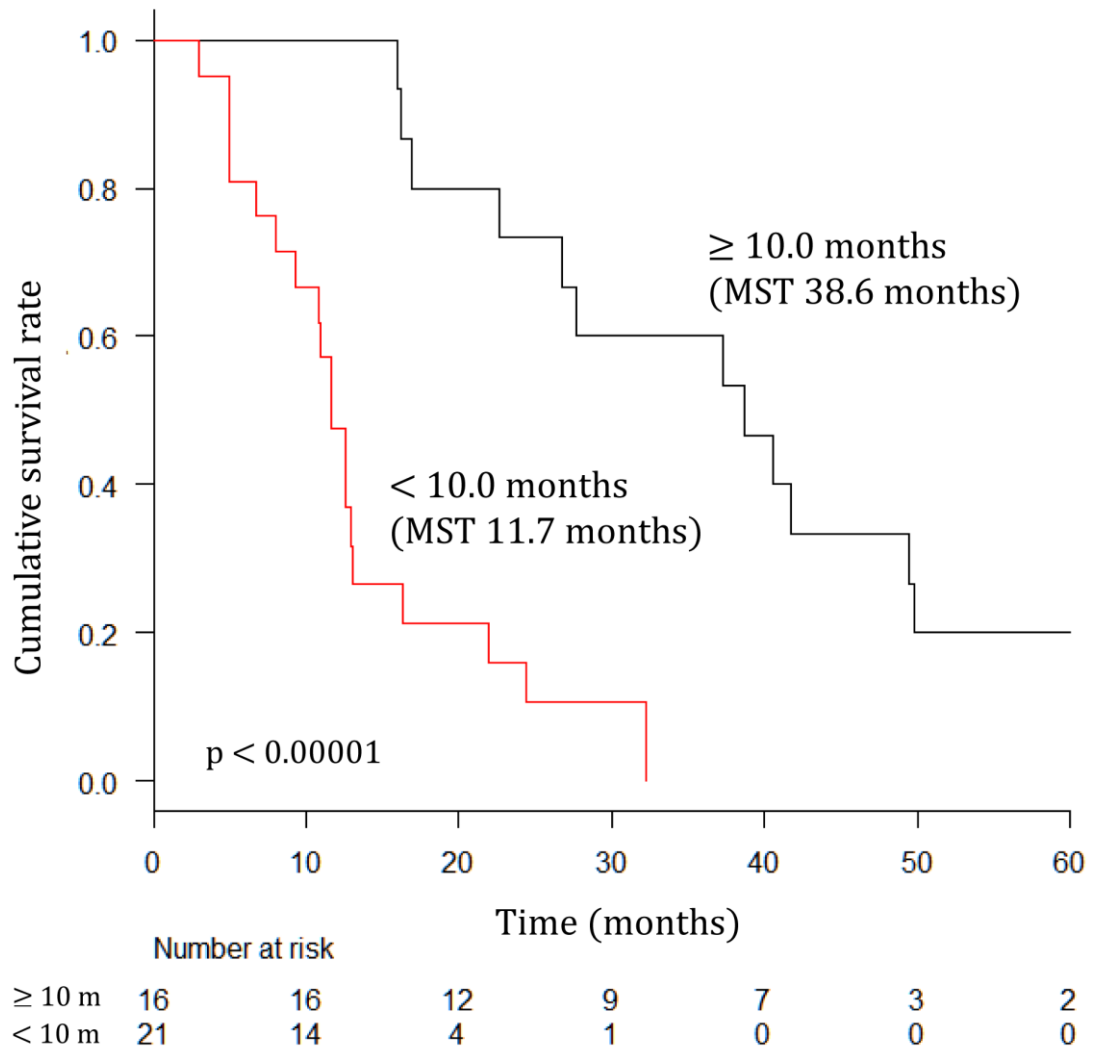 1.0
0.8
0.6
0.4
0.2
0.0
Cumulative survival rate
≥ 10.0 months
(MST 38.6 months)
< 10.0 months
(MST 11.7 months)
p < 0.00001
0 10 20 30 40 50 60
Time (months)
Number at risk
≥ 10 m 16 16 12 9 7 3 2
< 10 m 21 14 4 1 0 0 0